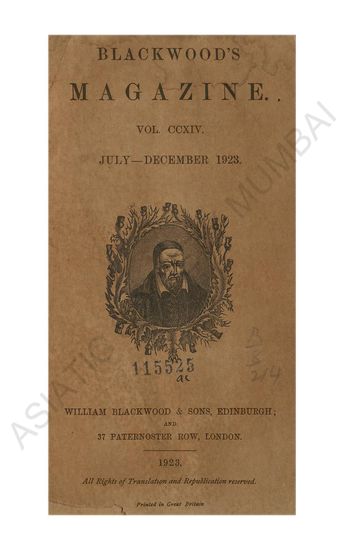 BLACKWOOD'S
MAGAZINE.
VOL. CCXIV.
JULY—DECEMBER 1923.
115525
WILLIAM BLACKWOOD & SONS, EDINBURGH;
AND
37 PATERNOSTER ROW, LONDON.
1923.
All Rights of Translation and Republication reserved.
Printed in Great Britain
ASIATIC
MUMBAI